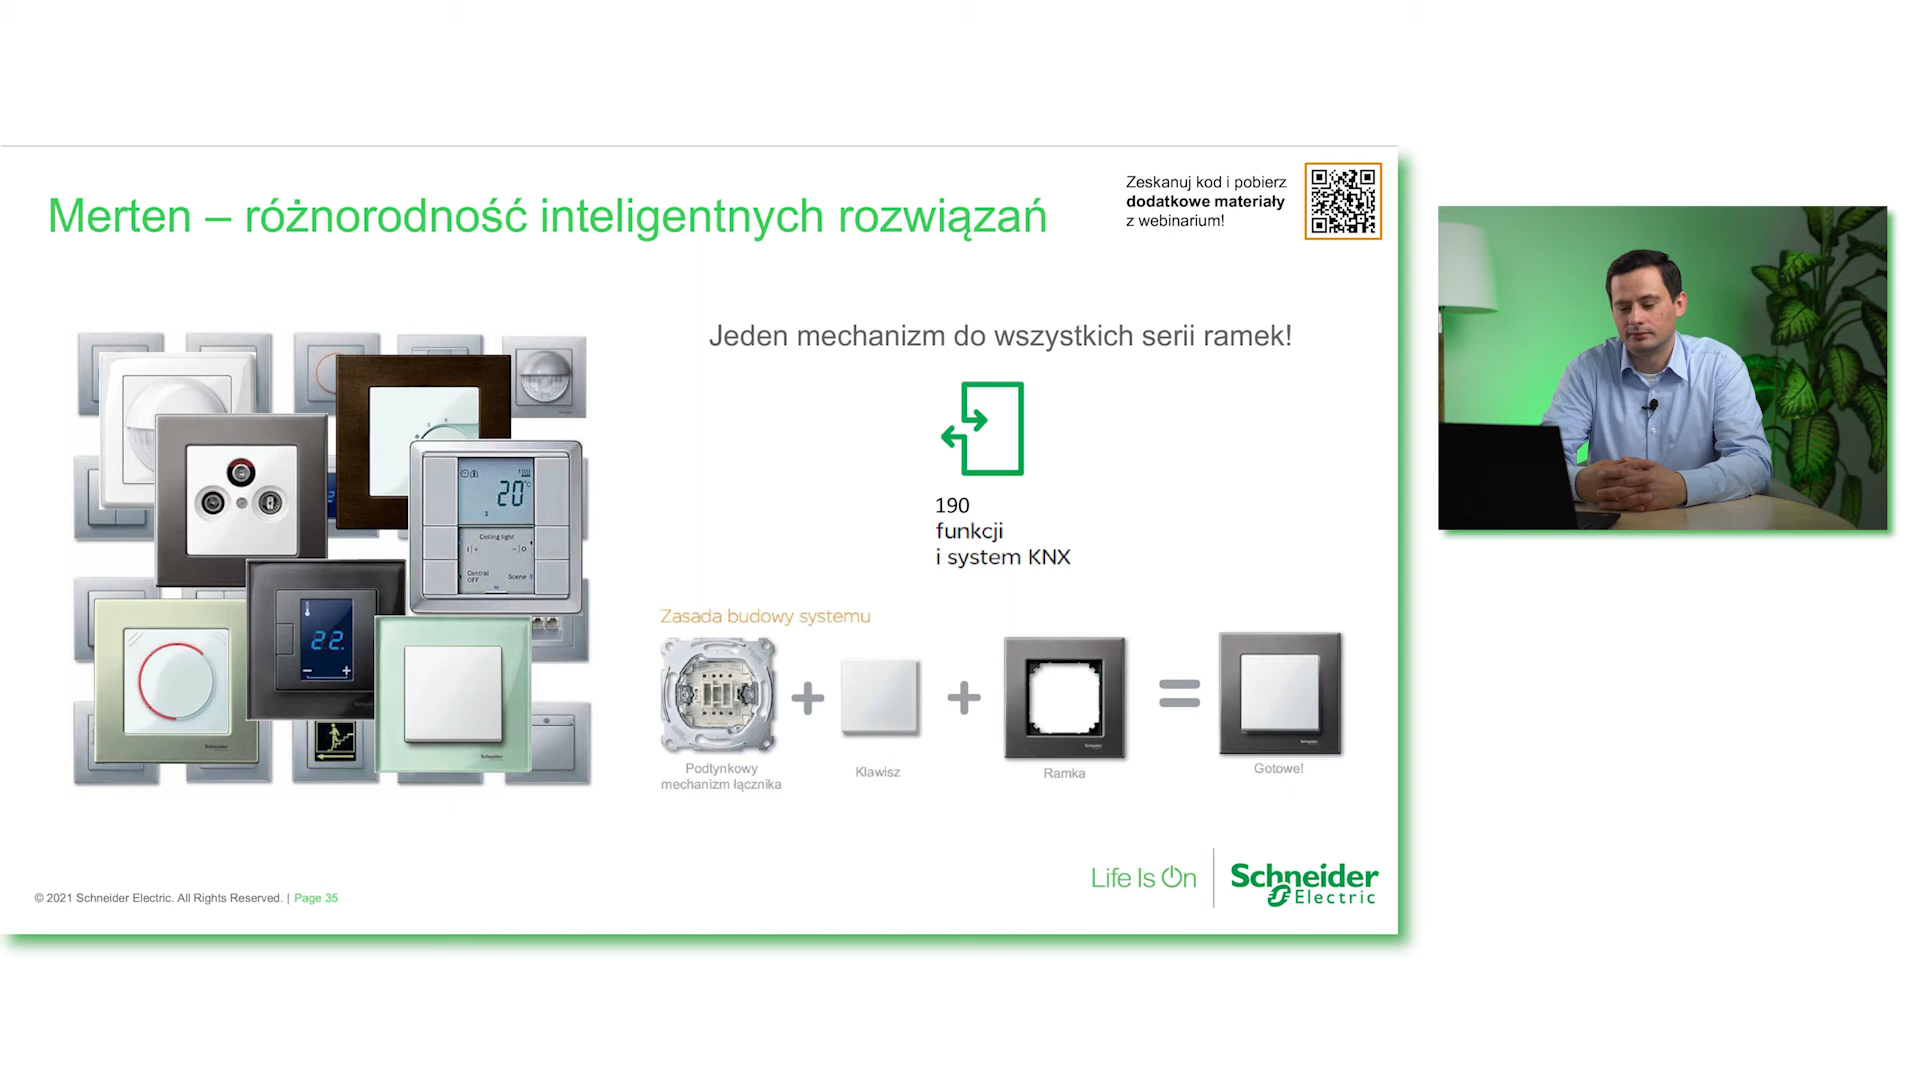 Merten – różnorodność inteligentnych rozwiązań
Zeskanuj kod i pobierz
dodatkowe materiały
z webinarium!
Jeden mechanizm do wszystkich serii ramek!
190
funkcji
i system KNX
Zasada budowy systemu
Podtynkowy
mechanizm łącznika
Klawisz
Ramka
Gotowe!
20
Ceiling light
Central
OFF
Scene
22
Schneider
Schneider
Life Is On
Schneider
Electric
© 2021 Schneider Electric. All Rights Reserved. | Page 35